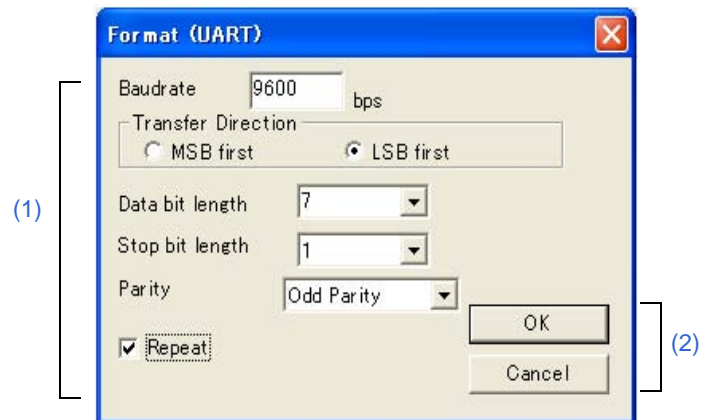 Format (UART)
Baudrate 9600 bps
Transfer Direction
MSB first LSB first
(1)
Data bit length 7
Stop bit length 1
Parity Odd Parity
OK
(2)
Repeat
Cancel